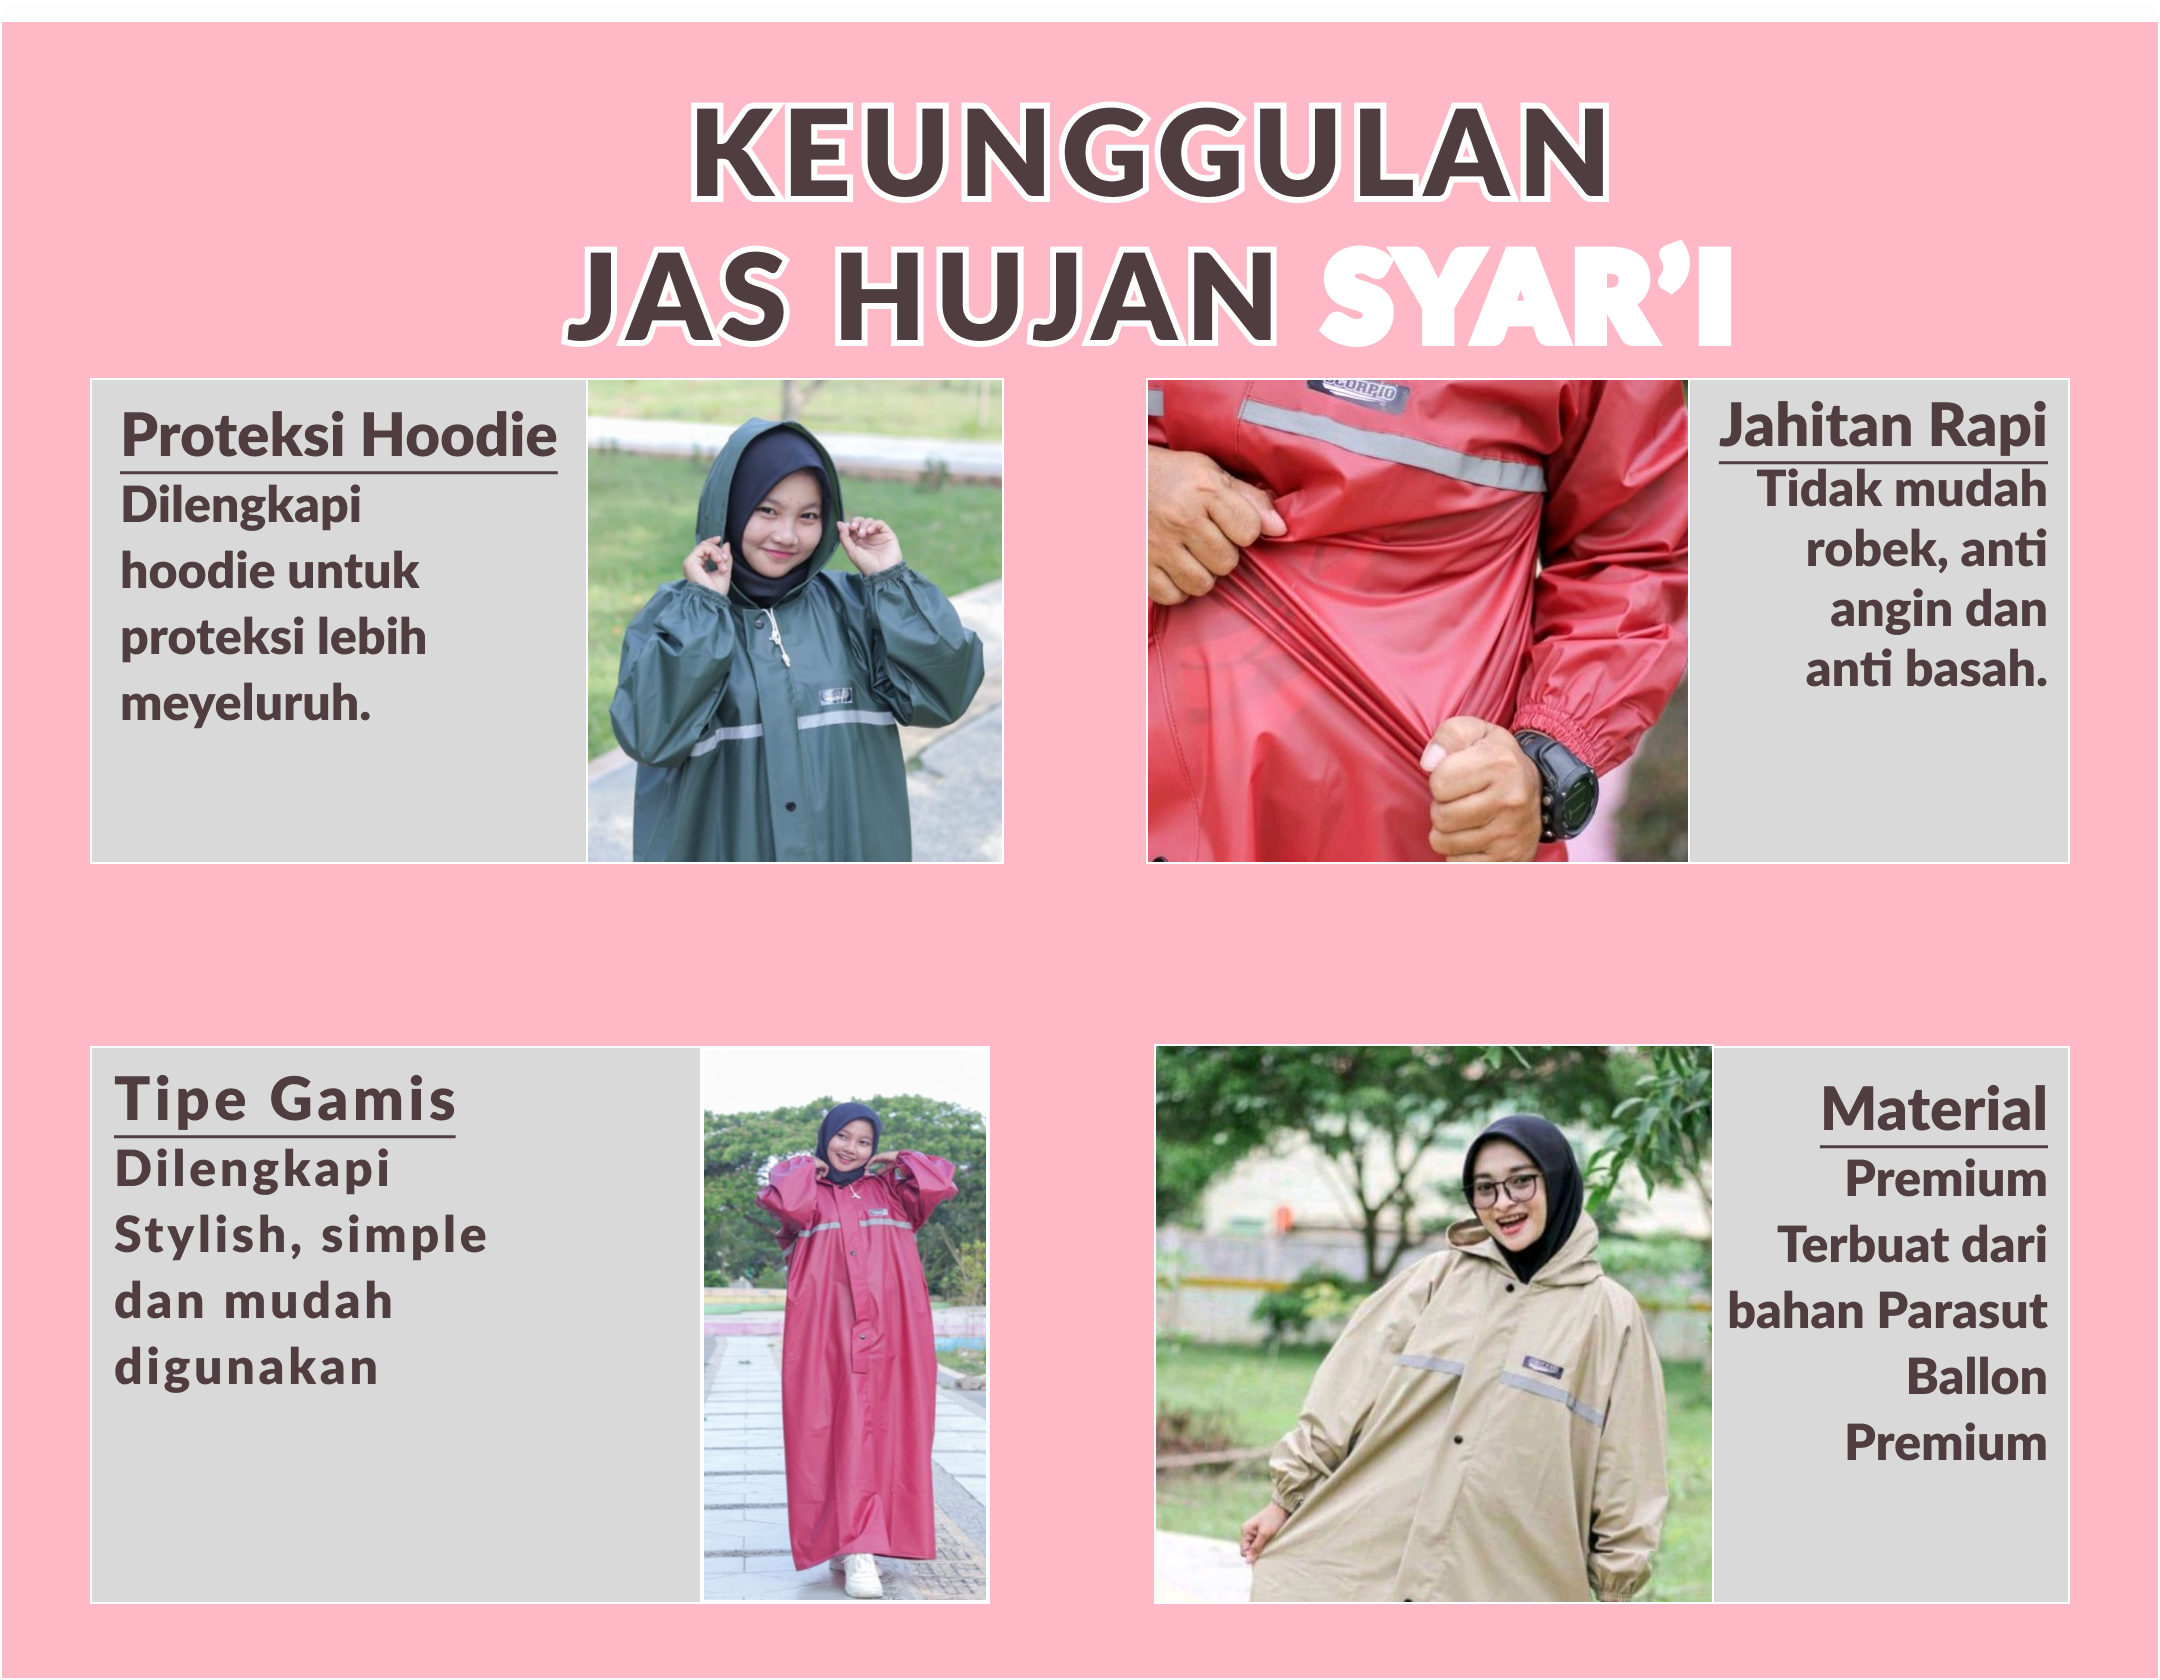 KEUNGGULAN
JAS HUJAN SYAR'I
Proteksi Hoodie
Dilengkapi
hoodie untuk
proteksi lebih
meyeluruh.
SCORPIO
Jahitan Rapi
Tidak mudah
robek, anti
angin dan
anti basah.
Tipe Gamis
Dilengkapi
Stylish, simple
dan mudah
digunakan
Material
Premium
Terbuat dari
bahan Parasut
Ballon
Premium